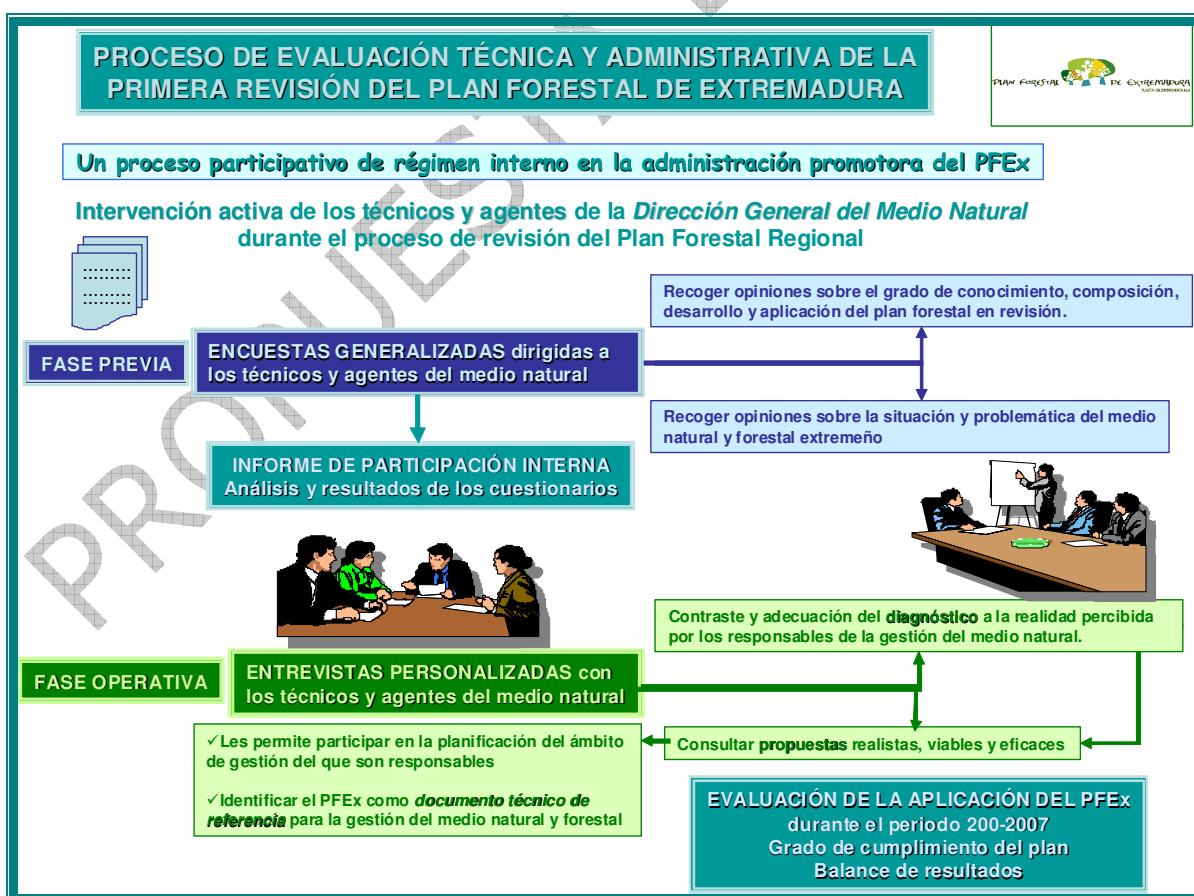 PROCESO DE EVALUACIÓN TÉCNICA Y ADMINISTRATIVA DE LA
PRIMERA REVISIÓN DEL PLAN FORESTAL DE EXTREMADURA
PLAN FORESTAL DE EXTREMADURA
Un proceso participativo de régimen interno en la administración promotora del PFEx
Intervención activa de los técnicos y agentes de la Dirección General del Medio Natural
durante el proceso de revisión del Plan Forestal Regional
Recoger opiniones sobre el grado de conocimiento, composición,
desarrollo y aplicación del plan forestal en revisión.
FASE PREVIA
ENCUESTAS GENERALIZADAS dirigidas a
los técnicos y agentes del medio natural
Recoger opiniones sobre la situación y problemática del medio
natural y forestal extremeño
INFORME DE PARTICIPACIÓN INTERNA
Análisis y resultados de los cuestionarios
Contraste y adecuación del diagnóstico a la realidad percibida
por los responsables de la gestión del medio natural.
FASE OPERATIVA
ENTREVISTAS PERSONALIZADAS con
los técnicos y agentes del medio natural
✓Les permite participar en la planificación del ámbito
de gestión del que son responsables
✓Identificar el PFEx como documento técnico de
referencia para la gestión del medio natural y forestal
Consultar propuestas realistas, viables y eficaces
EVALUACIÓN DE LA APLICACIÓN DEL PFEx
durante el periodo 200-2007
Grado de cumplimiento del plan
Balance de resultados
PROPUEST